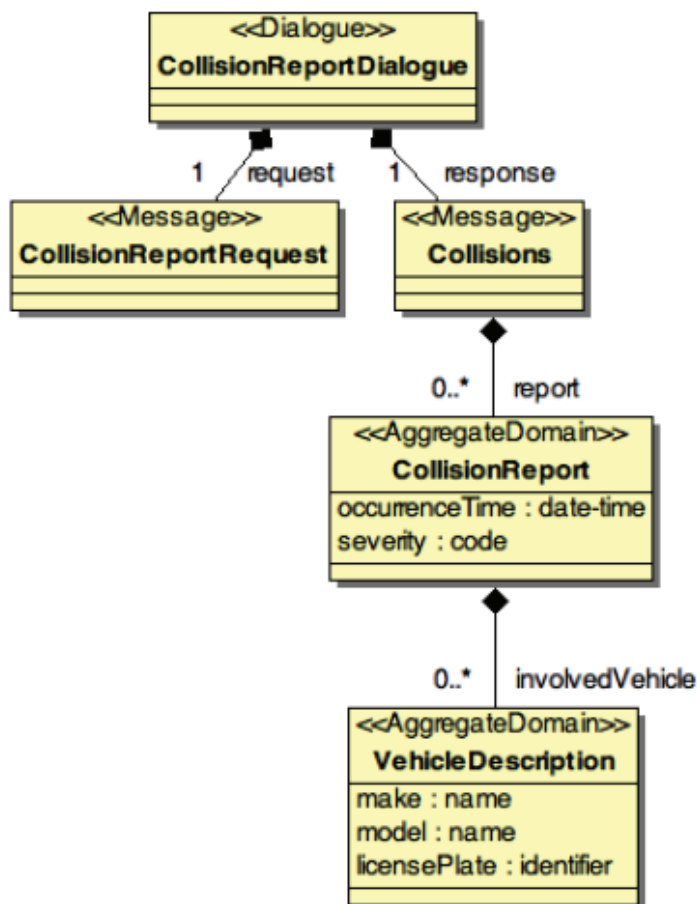 <<Dialogue>>
CollisionReportDialogue
1 request
1 response
<<Message>>
CollisionReportRequest
<<Message>>
Collisions
0..* report
<<AggregateDomain>>
CollisionReport
occurrenceTime : date-time
severity : code
0..* involvedVehicle
<<AggregateDomain>>
VehicleDescription
make : name
model : name
licensePlate : identifier